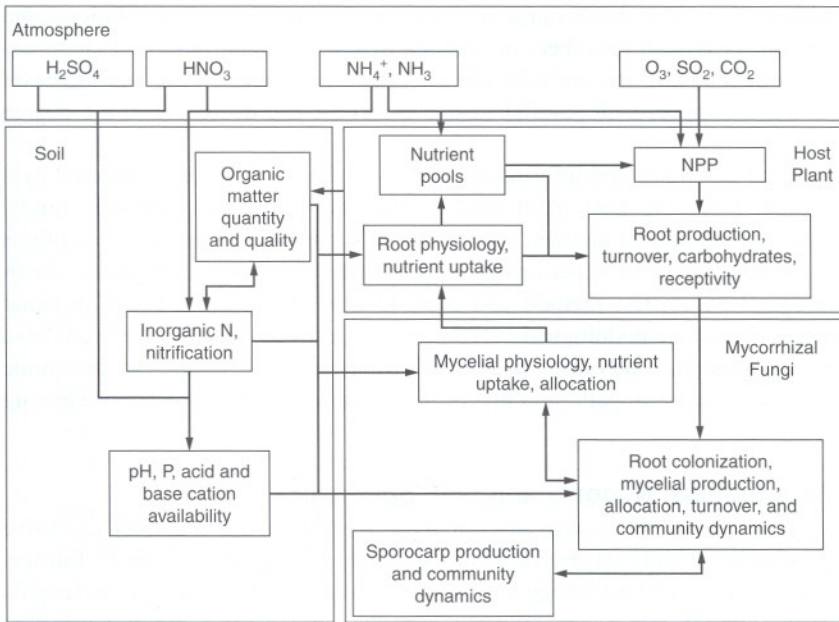 Atmosphere
H₂SO₄
HNO₃
NH₄⁺, NH₃
O₃, SO₂, CO₂
Soil
Organic
matter
quantity
and quality
Inorganic N,
nitrification
pH, P, acid and
base cation
availability
Host
Plant
Nutrient
pools
NPP
Root physiology,
nutrient uptake
Root production,
turnover, carbohydrates,
receptivity
Mycorrhizal
Fungi
Mycelial physiology, nutrient
uptake, allocation
Root colonization,
mycelial production,
allocation, turnover, and
community dynamics
Sporocarp production
and community
dynamics